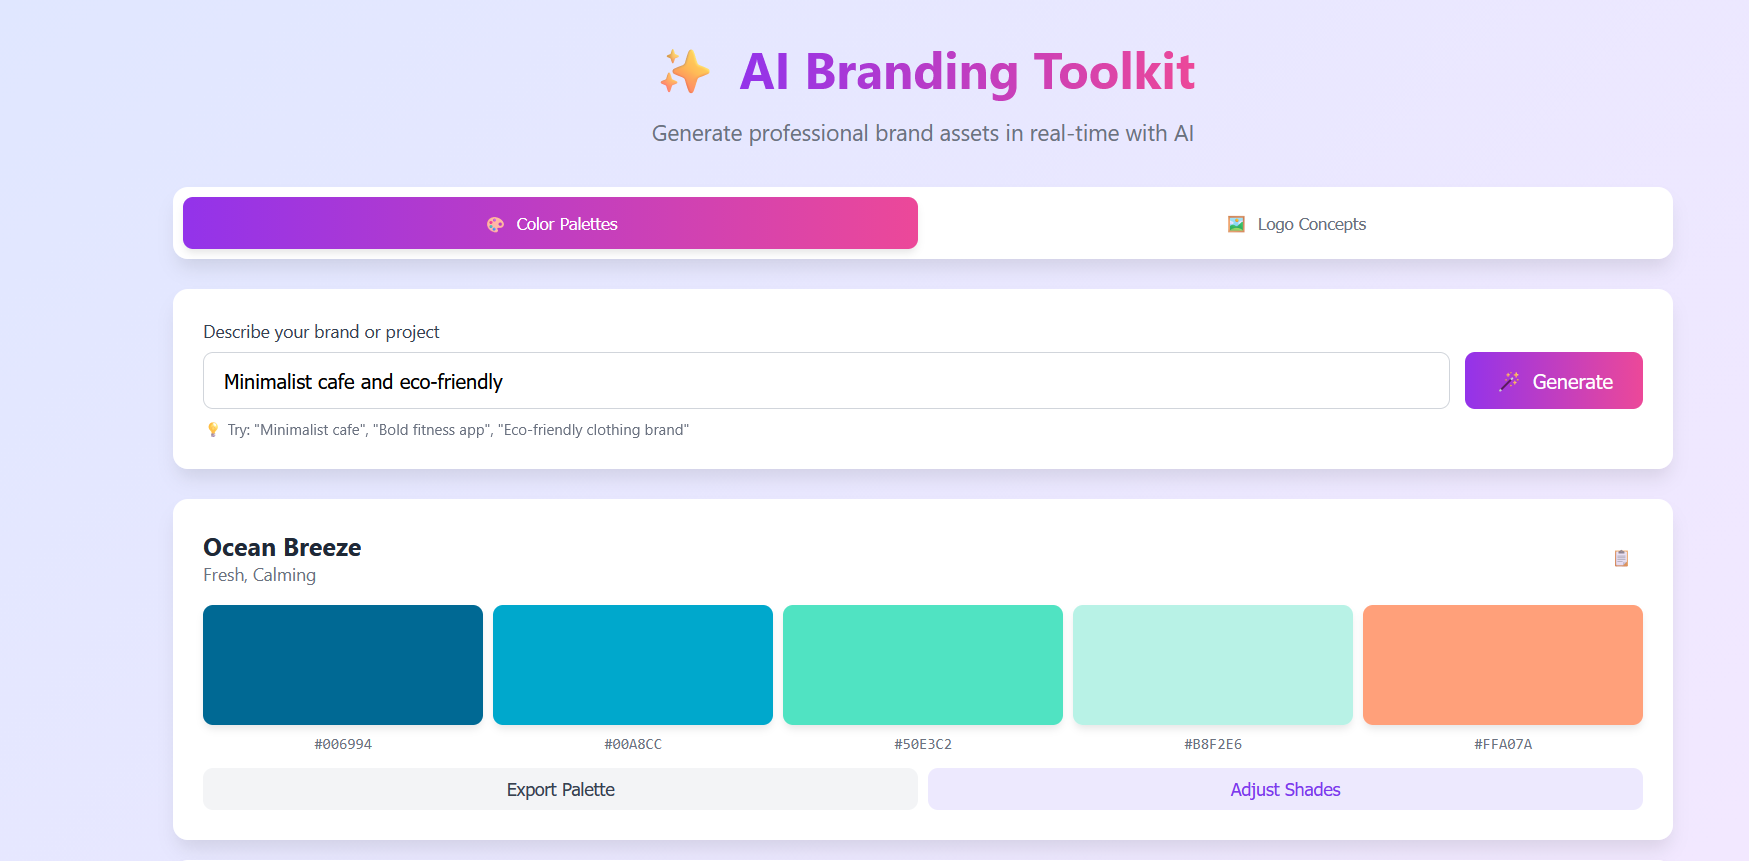 AI Branding Toolkit
Generate professional brand assets in real-time with AI
Color Palettes
Logo Concepts
Describe your brand or project
Minimalist cafe and eco-friendly
Generate
Try: "Minimalist cafe", "Bold fitness app", "Eco-friendly clothing brand"
Ocean Breeze
Fresh, Calming
#006994
#00A8CC
#50E3C2
#B8F2E6
#FFA07A
Export Palette
Adjust Shades